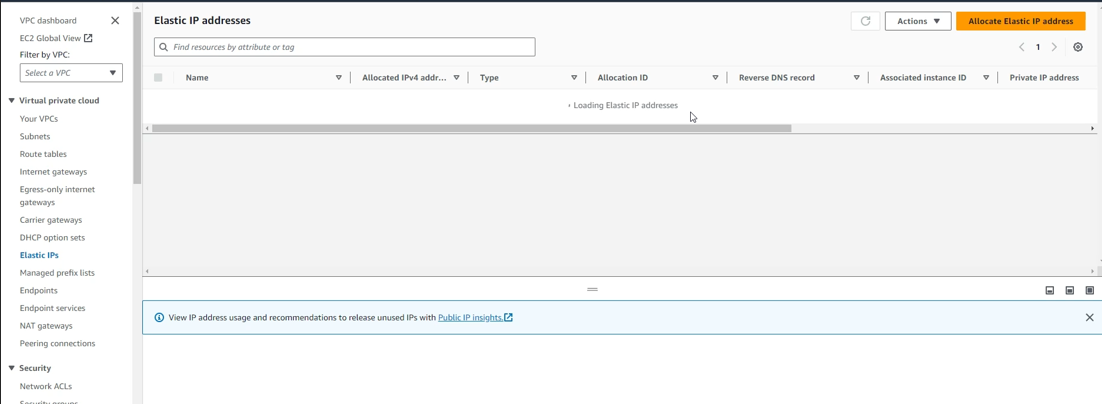 VPC dashboard
EC2 Global View
Filter by VPC:
Select a VPC
Virtual private cloud
Your VPCs
Subnets
Route tables
Internet gateways
Egress-only internet
gateways
Carrier gateways
DHCP option sets
Elastic IPs
Managed prefix lists
Endpoints
Endpoint services
NAT gateways
Peering connections
Security
Network ACLs
Security groups
Elastic IP addresses
Actions
Allocate Elastic IP address
Find resources by attribute or tag
1
Name Allocated IPv4 addr... Type Allocation ID Reverse DNS record Associated instance ID Private IP address
Loading Elastic IP addresses
View IP address usage and recommendations to release unused IPs with Public IP insights.